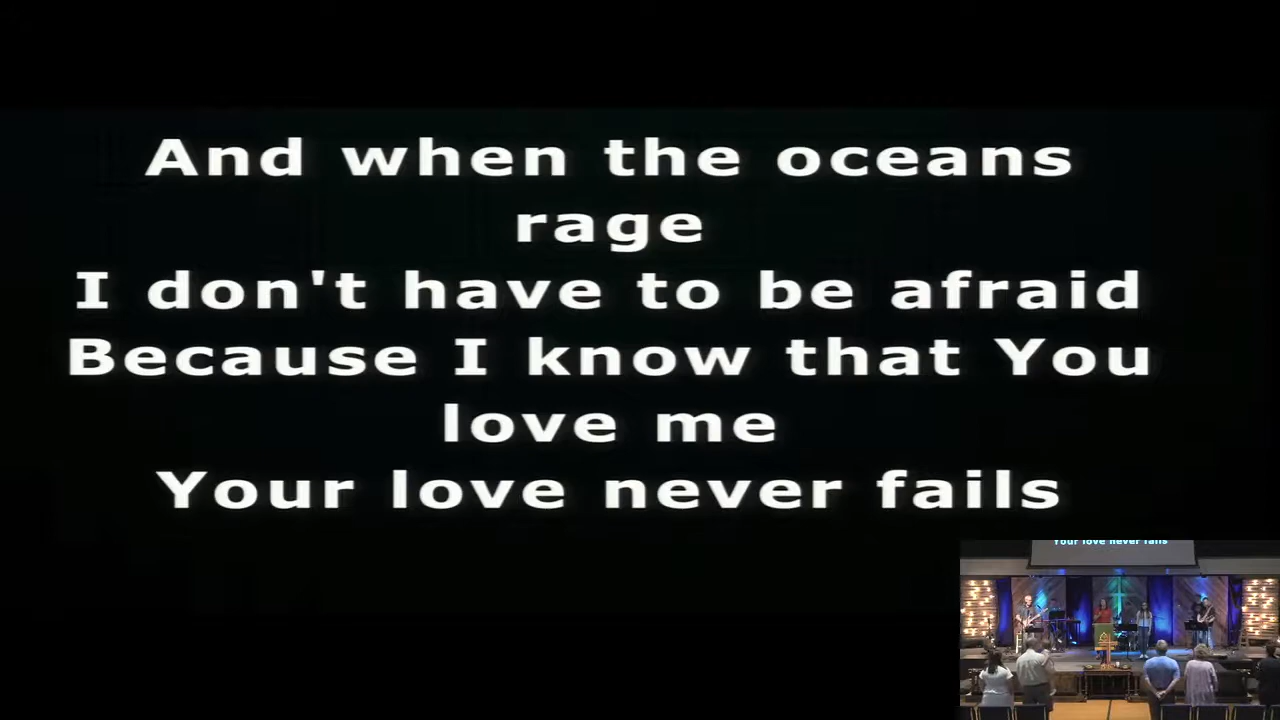 And when the oceans
rage
I don't have to be afraid
Because I know that You
love me
Your love never fails
Your love never fails